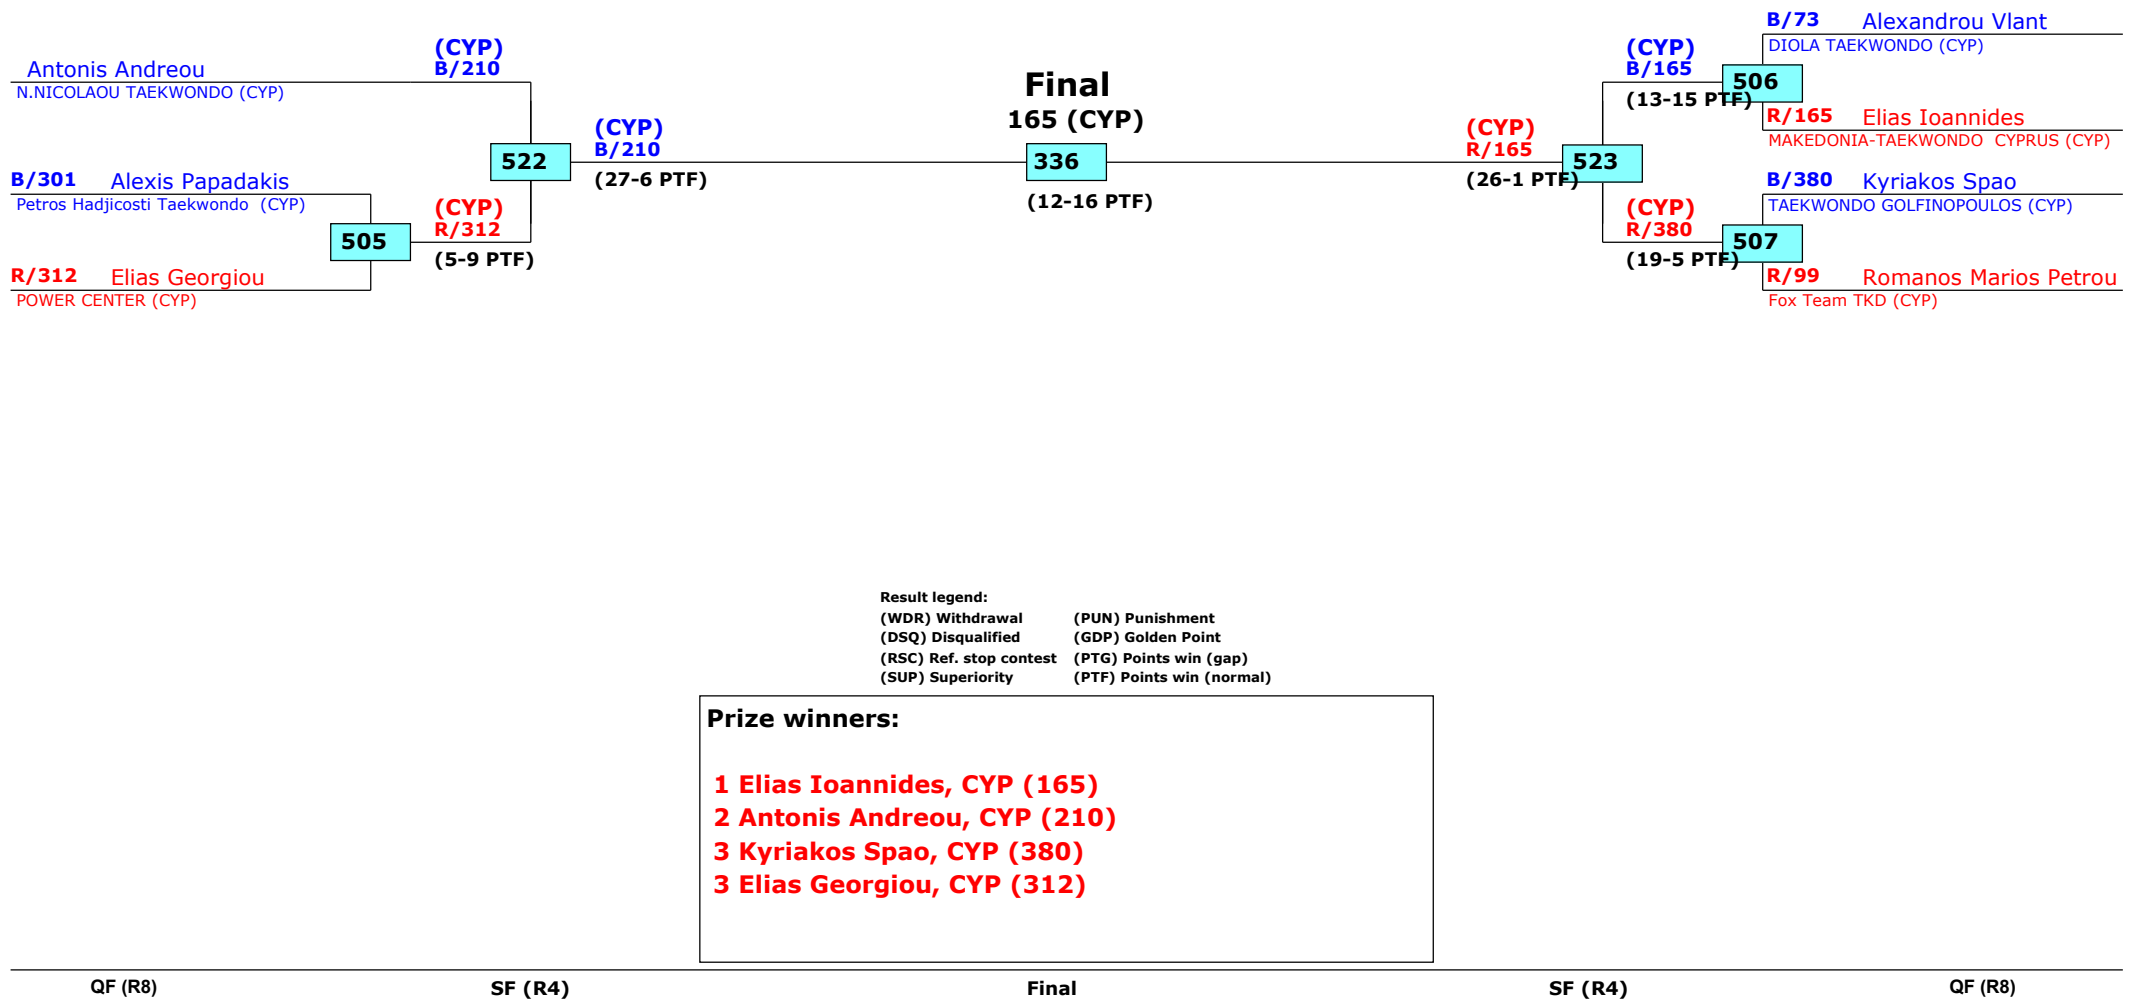 Antonis Andreou
N.NICOLAOU TAEKWONDO (CYP)
(CYP)
B/210
B/301 Alexis Papadakis
Petros Hadjicosti Taekwondo (CYP)
505
R/312 Elias Georgiou
POWER CENTER (CYP)
(CYP)
R/312
(5-9 PTF)
522
(CYP)
B/210
(27-6 PTF)
Final
165 (CYP)
336
(12-16 PTF)
(CYP)
R/165
(26-1 PTF)
523
(CYP)
B/165
(13-15 PTF)
506
B/73 Alexandrou Vlant
DIOLA TAEKWONDO (CYP)
R/165 Elias Ioannides
MAKEDONIA-TAEKWONDO CYPRUS (CYP)
(CYP)
R/380
(19-5 PTF)
507
B/380 Kyriakos Spao
TAEKWONDO GOLFINOPOULOS (CYP)
R/99 Romanos Marios Petrou
Fox Team TKD (CYP)
Result legend:
(WDR) Withdrawal (PUN) Punishment
(DSQ) Disqualified (GDP) Golden Point
(RSC) Ref. stop contest (PTG) Points win (gap)
(SUP) Superiority (PTF) Points win (normal)
Prize winners:
1 Elias Ioannides, CYP (165)
2 Antonis Andreou, CYP (210)
3 Kyriakos Spao, CYP (380)
3 Elias Georgiou, CYP (312)
QF (R8) SF (R4) Final SF (R4) QF (R8)